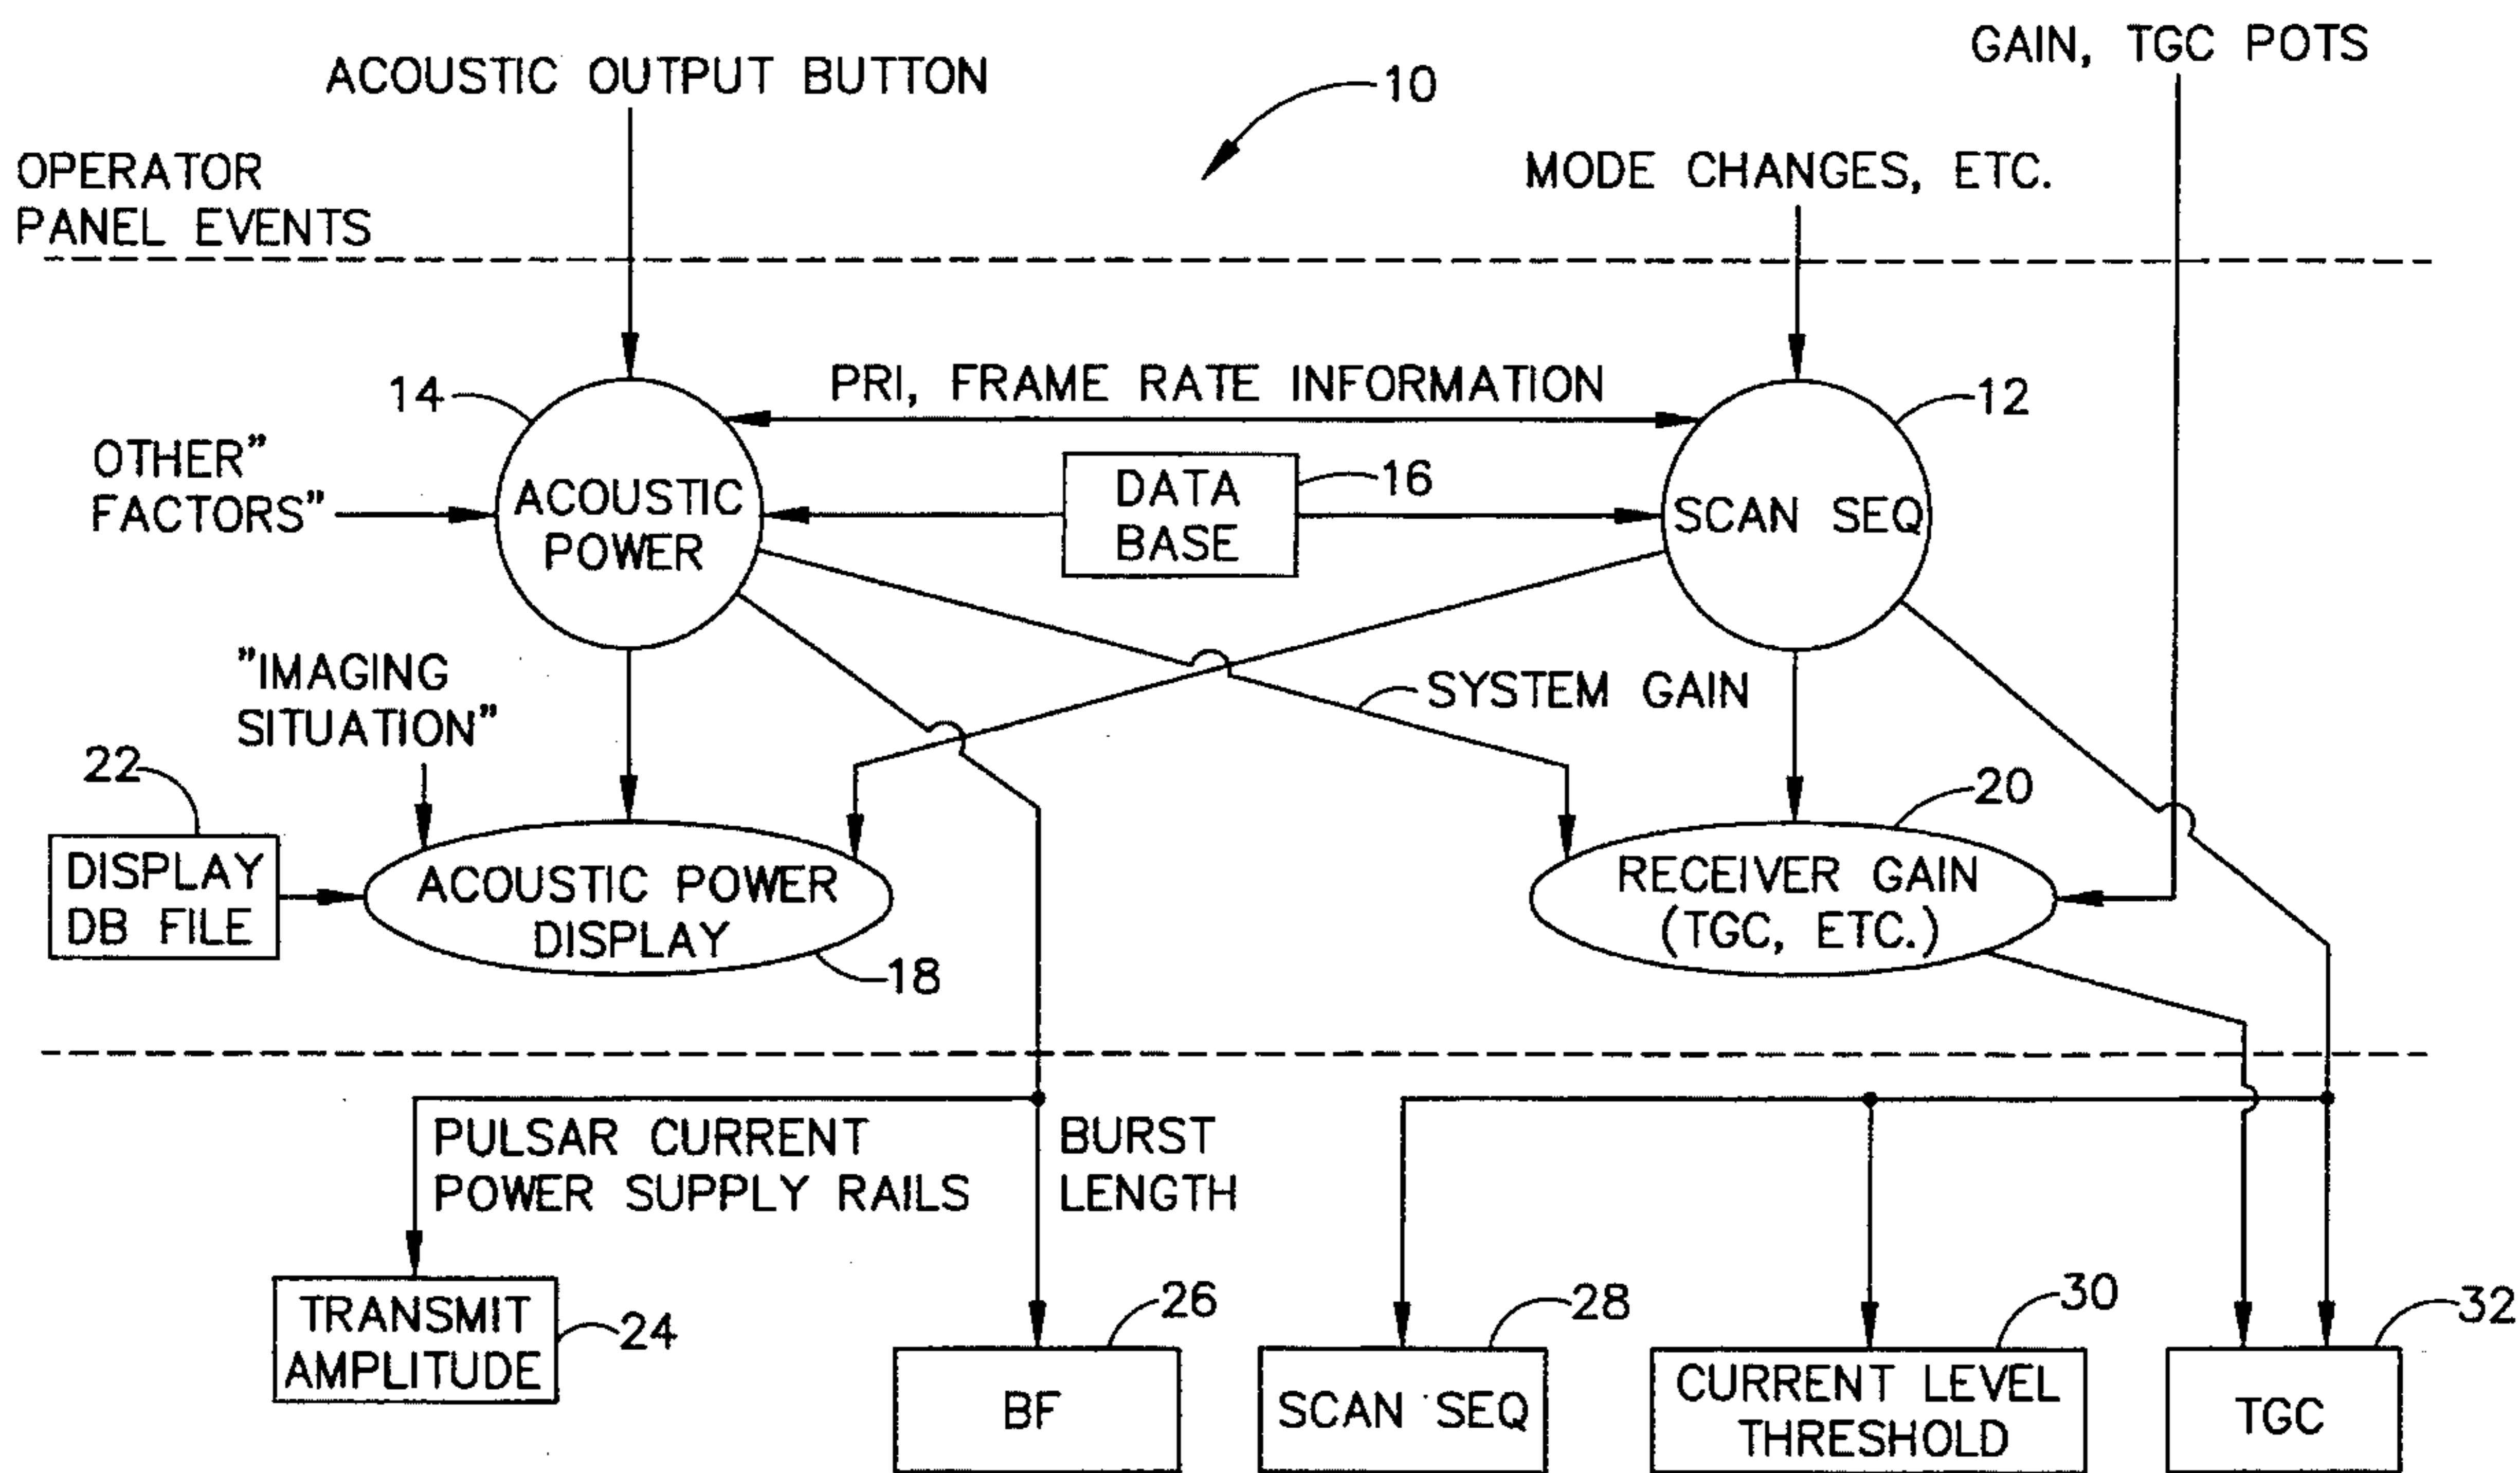 GAIN, TGC POTS
ACOUSTIC OUTPUT BUTTON
10
OPERATOR
PANEL EVENTS
MODE CHANGES, ETC.
14
PRI, FRAME RATE INFORMATION
12
OTHER"
FACTORS"
ACOUSTIC
POWER
DATA
BASE
16
SCAN SEQ
"IMAGING
SITUATION"
SYSTEM GAIN
22
20
DISPLAY
DB FILE
ACOUSTIC POWER
DISPLAY
18
RECEIVER GAIN
(TGC, ETC.)
PULSAR CURRENT
POWER SUPPLY RAILS
BURST
LENGTH
TRANSMIT
AMPLITUDE
24
26
28
30
32
BF
SCAN SEQ
CURRENT LEVEL
THRESHOLD
TGC